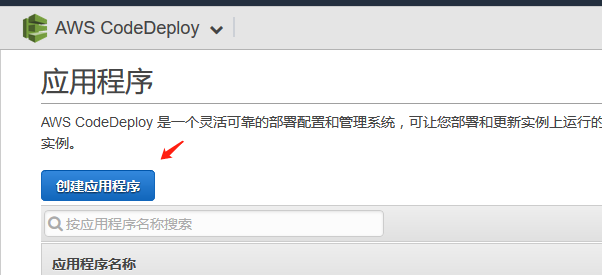 AWS CodeDeploy
应用程序
AWS CodeDeploy 是一个灵活可靠的部署配置和管理系统，可让您部署和更新实例上运行的
实例。
创建应用程序
按应用程序名称搜索
应用程序名称